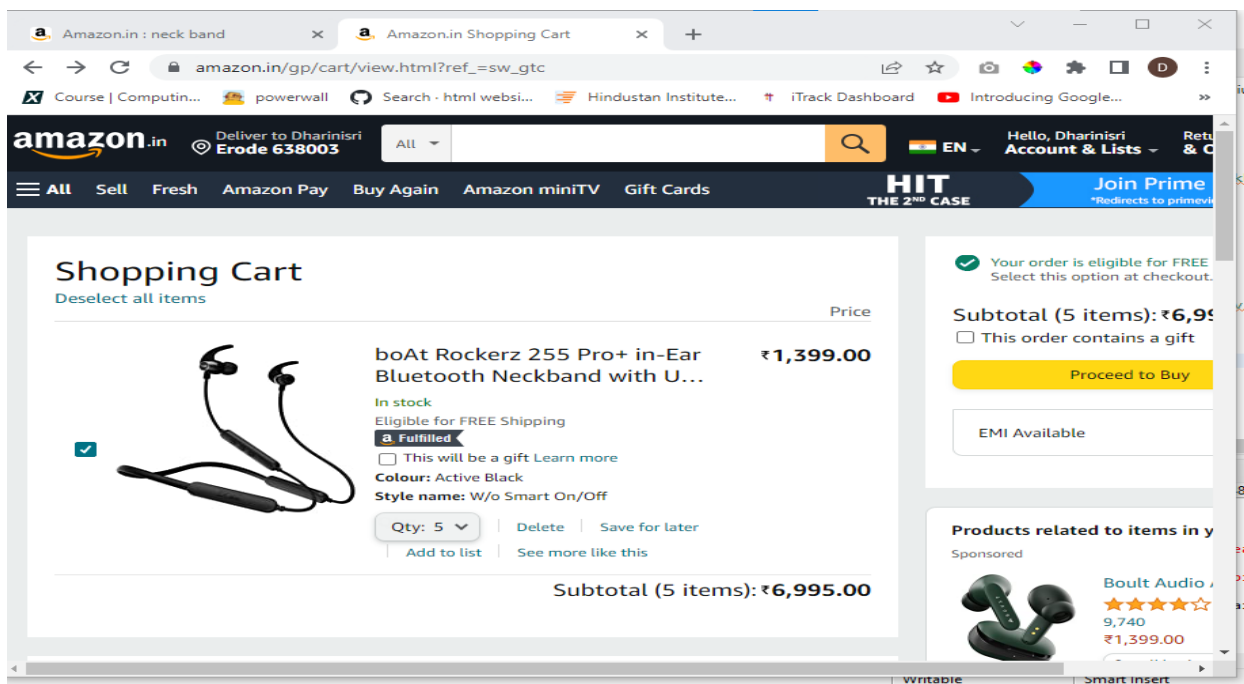 Amazon.in : neck band
Amazon.in Shopping Cart
amazon.in/gp/cart/view.html?ref_=sw_gtc
D
Course | Computin...
powerwall
Search · html websi...
Hindustan Institute...
iTrack Dashboard
Introducing Google...
»
amazon.in
Deliver to Dharinisri
Erode 638003
All
EN
Hello, Dharinisri
Account & Lists
Retu
& O
All
Sell
Fresh
Amazon Pay
Buy Again
Amazon miniTV
Gift Cards
HIT
THE 2ND CASE
Join Prime
*Redirects to primevi
Shopping Cart
Deselect all items
Price
boAt Rockerz 255 Pro+ in-Ear
Bluetooth Neckband with U...
₹1,399.00
In stock
Eligible for FREE Shipping
a Fulfilled
This will be a gift Learn more
Colour: Active Black
Style name: W/o Smart On/Off
Qty: 5
Delete
Save for later
Add to list
See more like this
Subtotal (5 items): ₹6,995.00
Your order is eligible for FREE
Select this option at checkout.
Subtotal (5 items): ₹6,99
This order contains a gift
Proceed to Buy
EMI Available
Products related to items in y
Sponsored
Boult Audio
9,740
₹1,399.00
Writable
Smart Insert